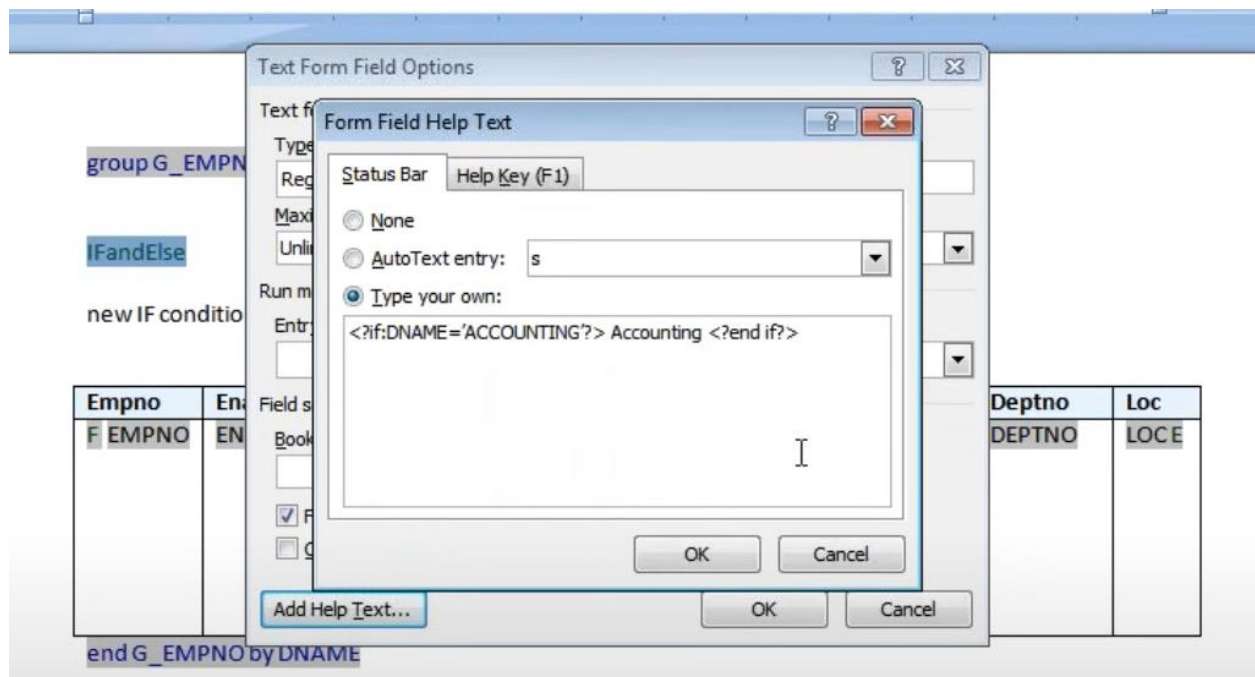 Text Form Field Options
Text f
Form Field Help Text
Type
group G_EMPN
Reg
Status Bar
Help Key (F1)
Maxi
None
IFandElse
Unli
AutoText entry:
s
Run m
Type your own:
new IF conditio
Entry
<?if:DNAME='ACCOUNTING'?> Accounting <?end if?>
Empno
Ena
Field s
Deptno
Loc
F EMPNO
EN
Book
DEPTNO
LOC E
F
OK
Cancel
Add Help Text...
OK
Cancel
end G_EMPNO by DNAME